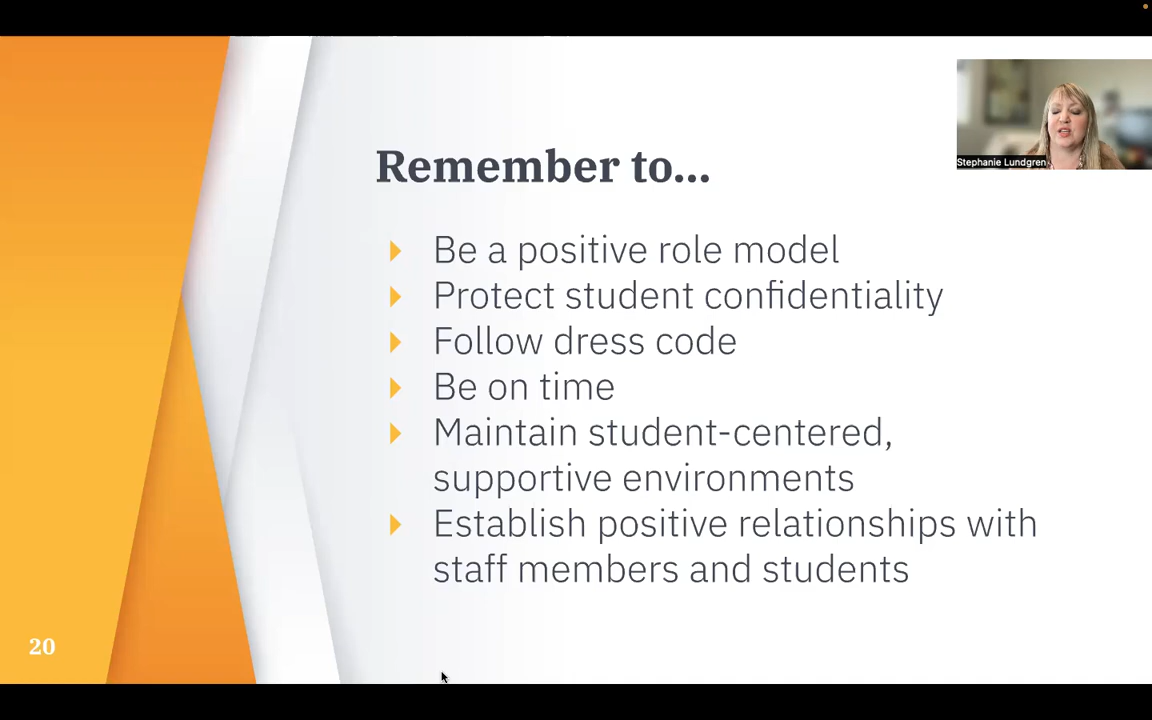 Stephanie Lundgren
Remember to...
Be a positive role model
Protect student confidentiality
Follow dress code
Be on time
Maintain student-centered,
supportive environments
Establish positive relationships with
staff members and students
20